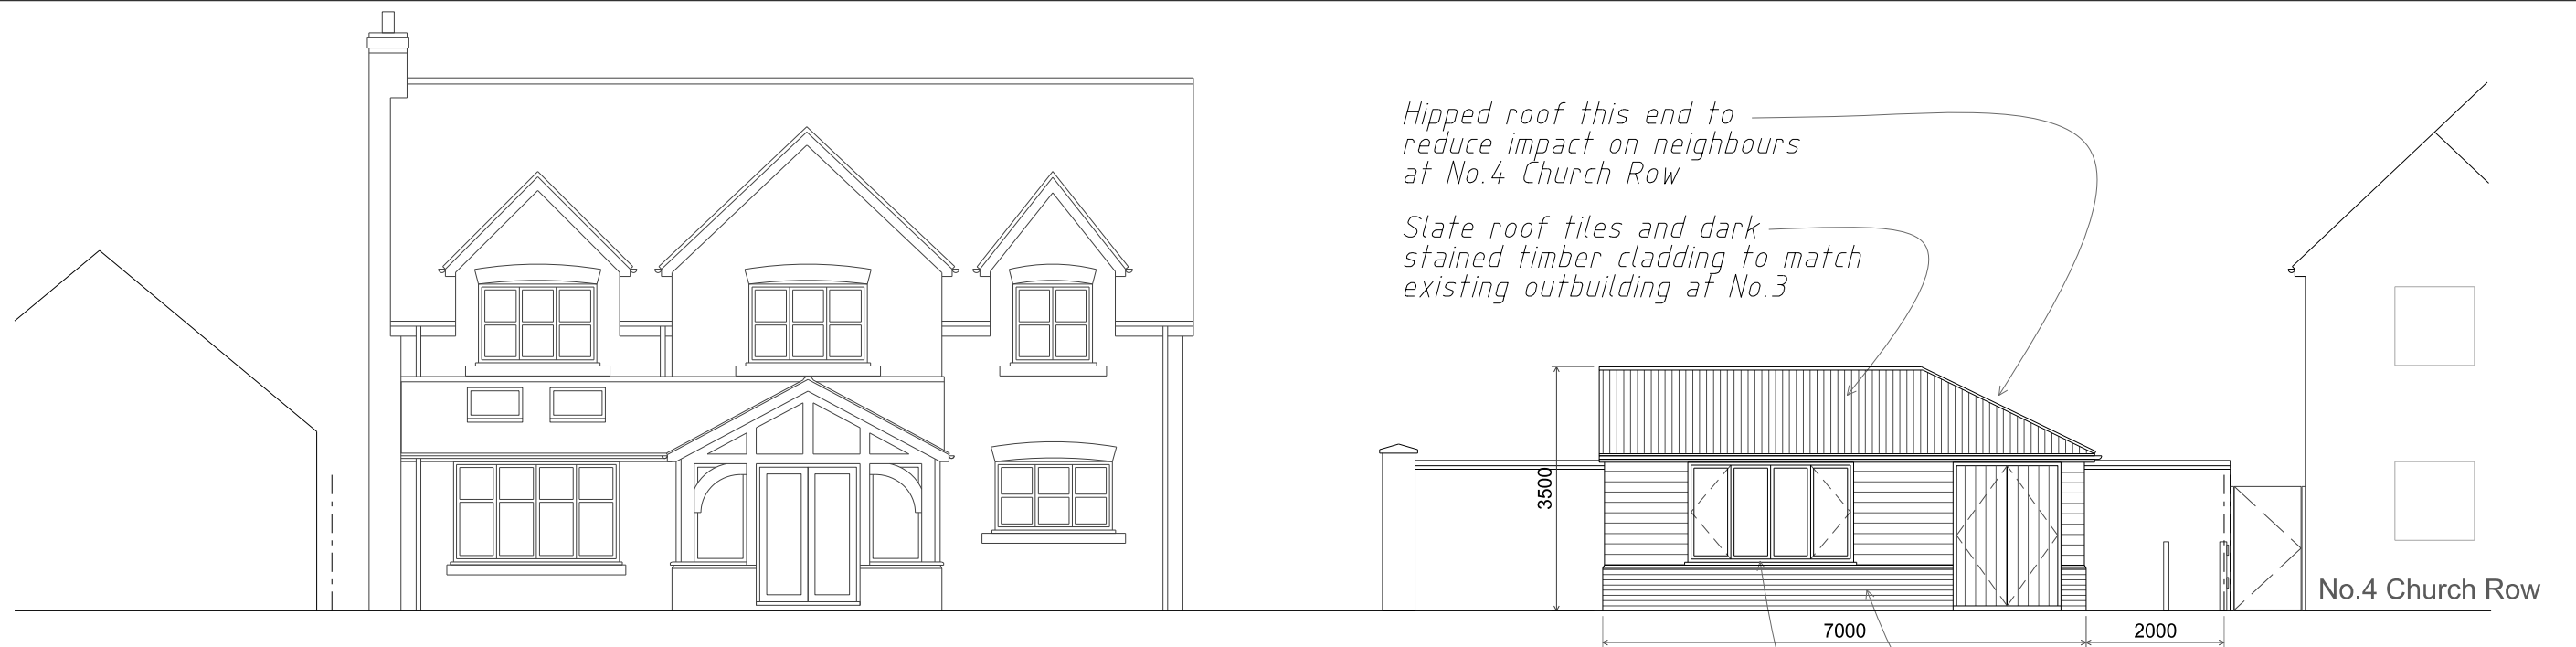 Hipped roof this end to
reduce impact on neighbours
at No.4 Church Row
Slate roof tiles and dark
stained timber cladding to match
existing outbuilding at No.3
3500
No.4 Church Row
7000
2000